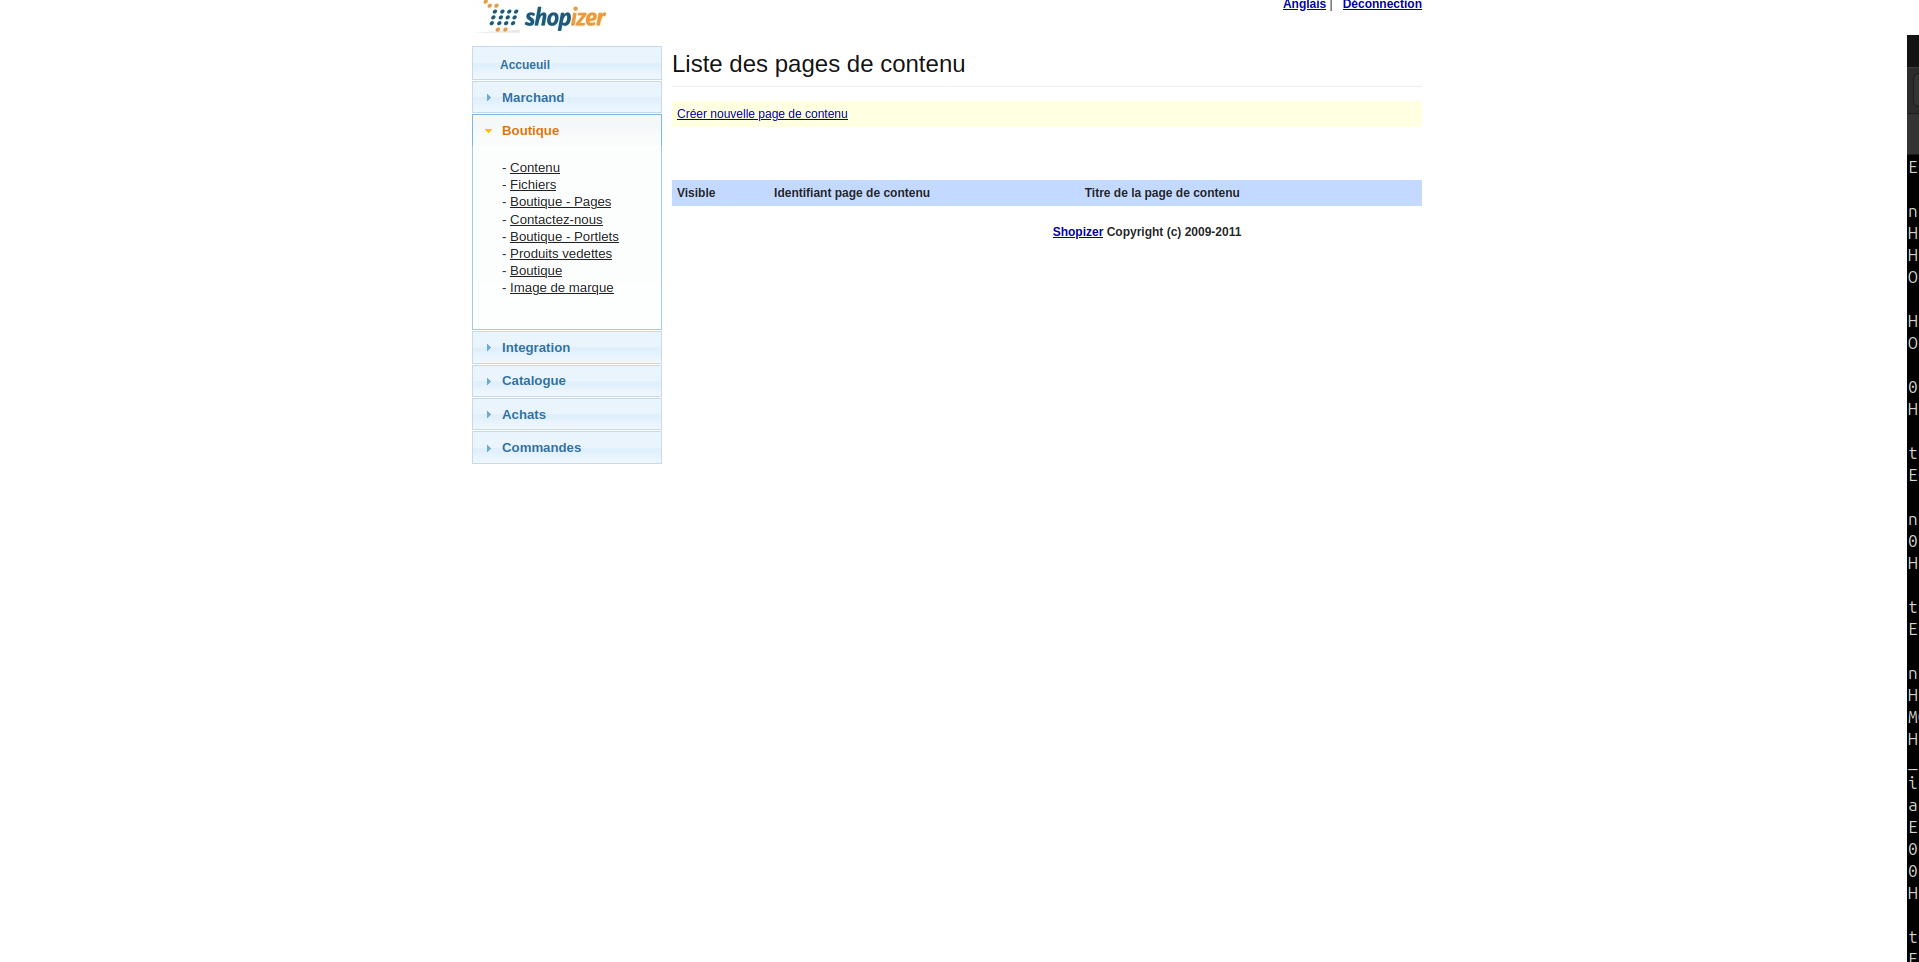 shopizer
Anglais | Déconnection
Accueuil
Marchand
Boutique
- Contenu
- Fichiers
- Boutique - Pages
- Contactez-nous
- Boutique - Portlets
- Produits vedettes
- Boutique
- Image de marque
Integration
Catalogue
Achats
Commandes
Liste des pages de contenu
Créer nouvelle page de contenu
Visible Identifiant page de contenu Titre de la page de contenu
Shopizer Copyright (c) 2009-2011
E
n
H
H
O
H
O
0
H
t
E
n
0
H
t
E
n
H
M
H
_
i
a
E
0
0
H
t